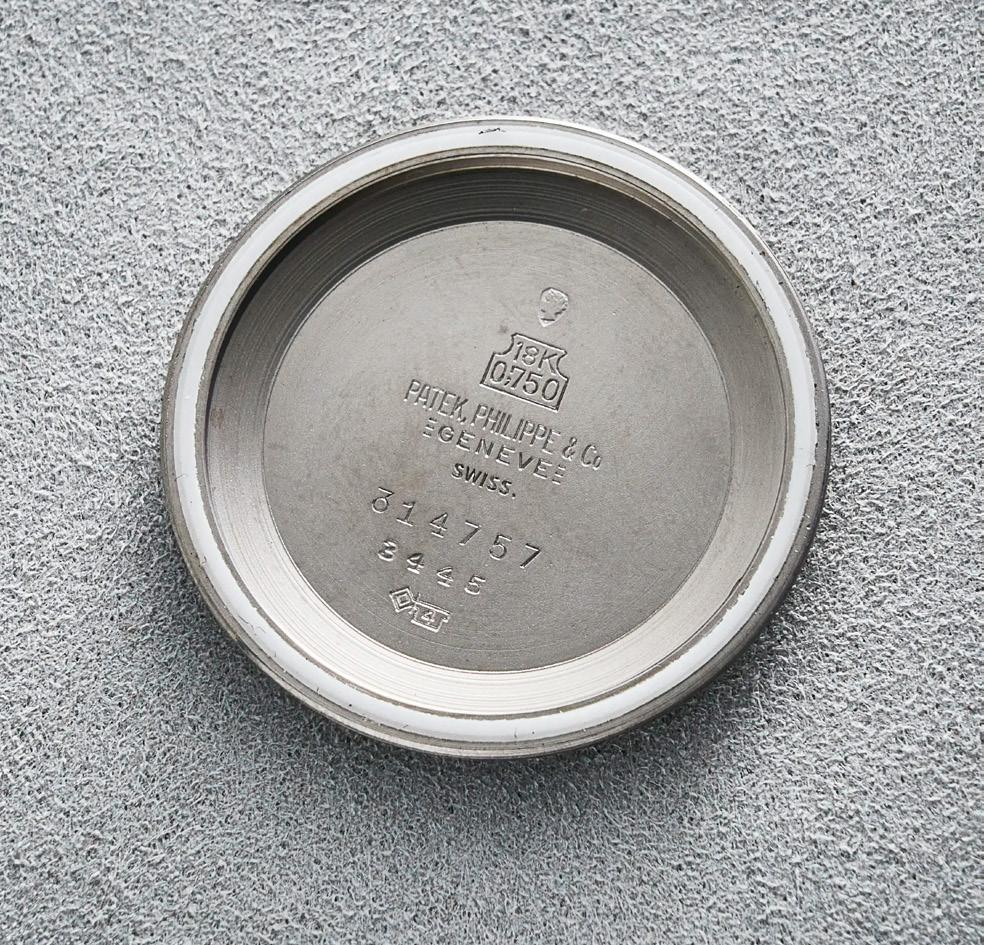 18K
0,750
PATEK, PHILIPPE & Co
GENEVE
SWISS.
314757
3445